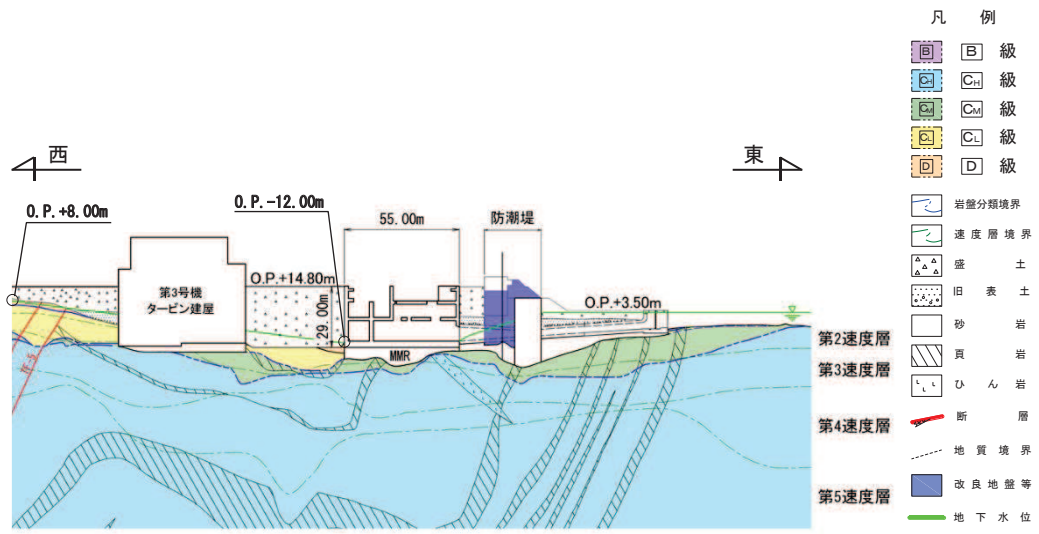 西
東
O.P.+8.00m
O.P.-12.00m
55.00m
防潮堤
第3号機
タービン建屋
O.P.+14.80m
29.00m
O.P.+3.50m
MMR
第2速度層
第3速度層
第4速度層
第5速度層
凡 例
B B 級
CH CH 級
CM CM 級
CL CL 級
D D 級
岩盤分類境界
速度層境界
盛 土
旧 表 土
砂 岩
頁 岩
ひ ん 岩
断 層
地 質 境 界
改 良 地 盤 等
地 下 水 位